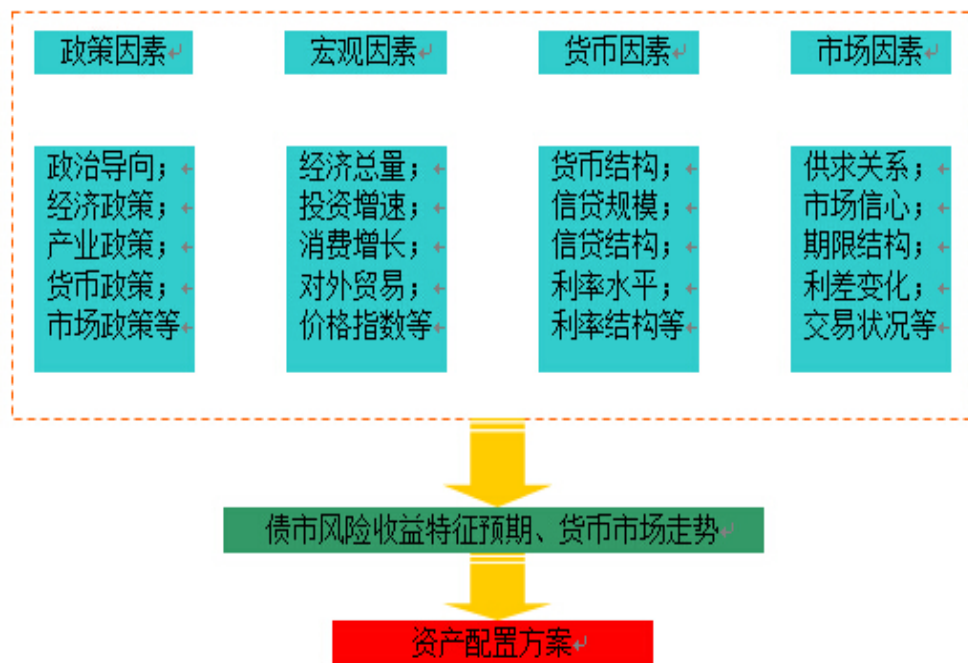 政策因素
宏观因素
货币因素
市场因素
政治导向；
经济政策；
产业政策；
货币政策；
市场政策等
经济总量；
投资增速；
消费增长；
对外贸易；
价格指数等
货币结构；
信贷规模；
信贷结构；
利率水平；
利率结构等
供求关系；
市场信心；
期限结构；
利差变化；
交易状况等
债市风险收益特征预期、货币市场走势
资产配置方案